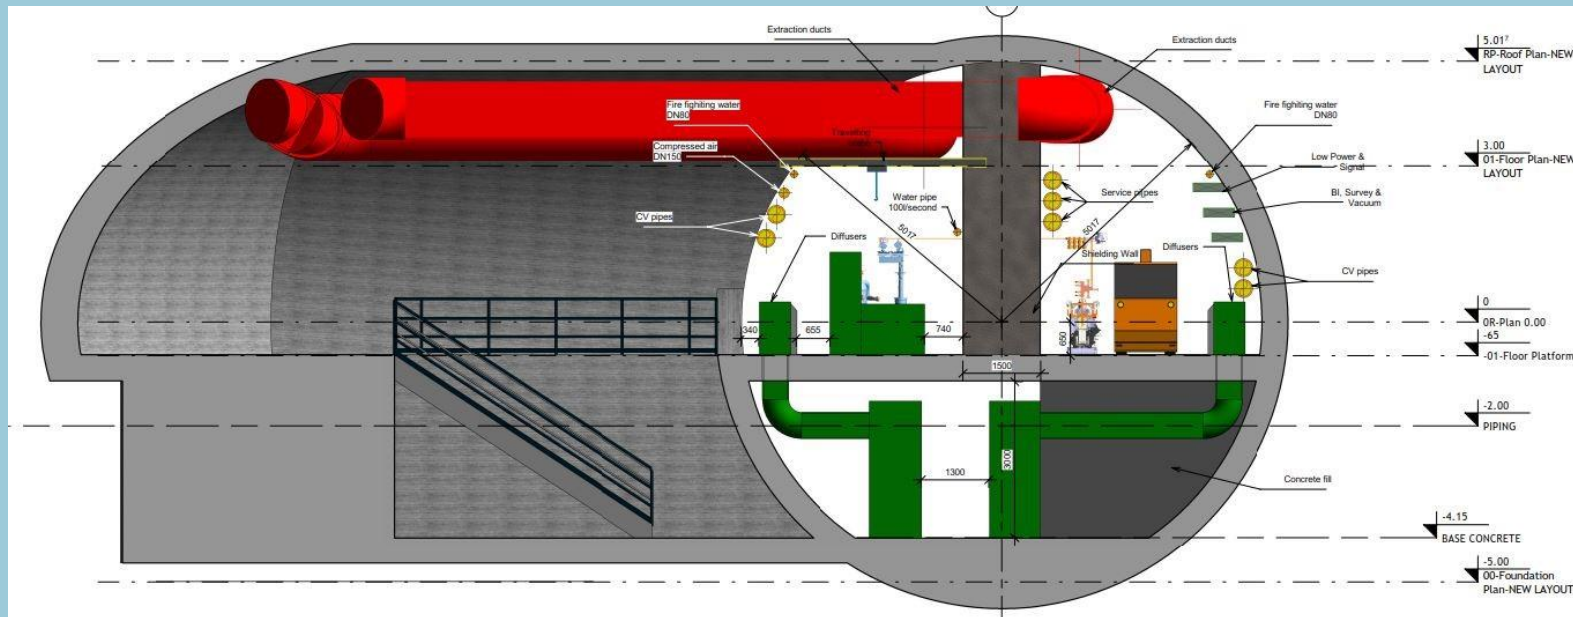 Extraction ducts
Extraction ducts
5.01⁷
RP-Roof Plan-NEW
LAYOUT
Fire fighiting water
DN80
Fire fighiting water
DN80
Travelling
Compressed air
DN150
Low Power &
Signal
3.00
01-Floor Plan-NEW
LAYOUT
Water pipe
100l/second
Service pipes
BI, Survey &
Vacuum
CV pipes
Diffusers
5017
5017
Shielding Wall
Diffusers
CV pipes
0
0R-Plan 0.00
340
655
740
650
-65
-01-Floor Platform
1500
-2.00
PIPING
1300
3000
Concrete fill
-4.15
BASE CONCRETE
-5.00
00-Foundation
Plan-NEW LAYOUT